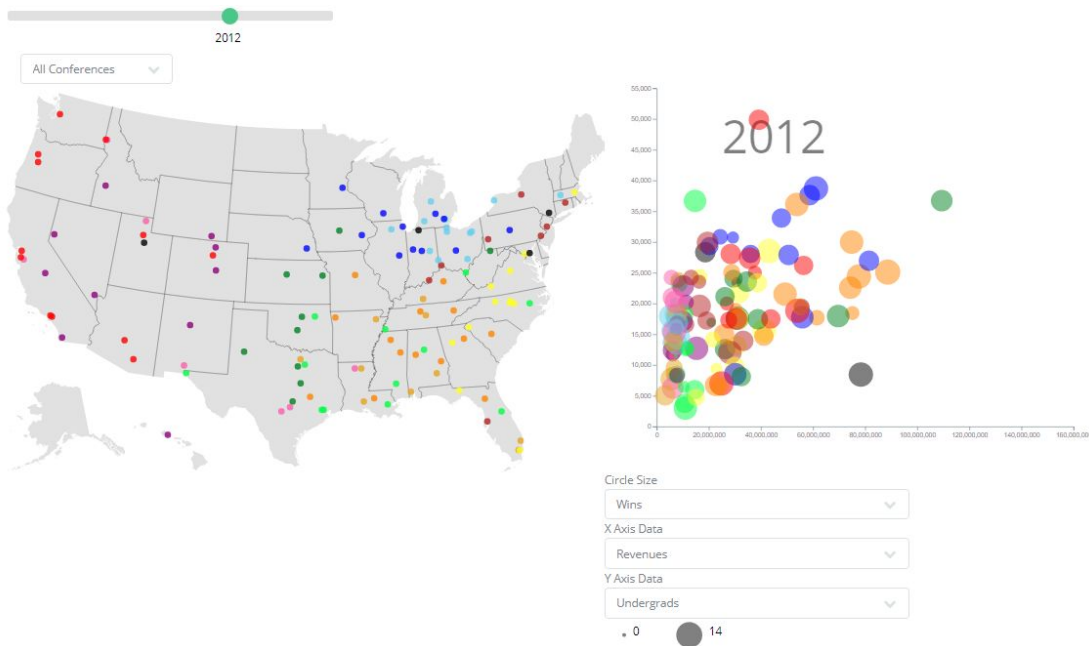 2012
All Conferences
2012
55,000
50,000
45,000
40,000
35,000
30,000
25,000
20,000
15,000
10,000
5,000
0
0 20,000,000 40,000,000 60,000,000 80,000,000 100,000,000 120,000,000 140,000,000 160,000,00
Circle Size
Wins
X Axis Data
Revenues
Y Axis Data
Undergrads
0 14